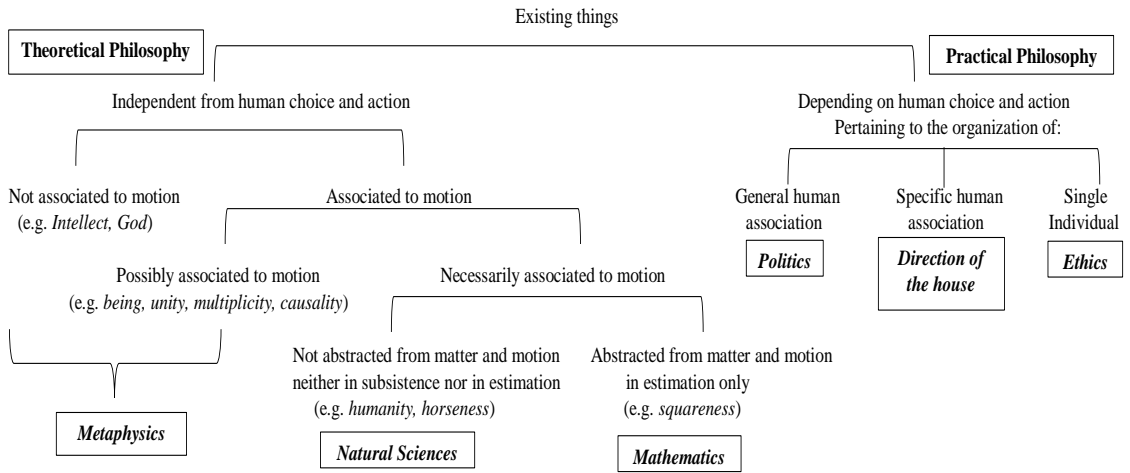 Existing things
Theoretical Philosophy
Practical Philosophy
Independent from human choice and action
Depending on human choice and action
Pertaining to the organization of:
Not associated to motion
(e.g. Intellect, God)
Associated to motion
General human
association
Politics
Specific human
association
Direction of
the house
Single
Individual
Ethics
Possibly associated to motion
(e.g. being, unity, multiplicity, causality)
Necessarily associated to motion
Not abstracted from matter and motion
neither in subsistence nor in estimation
(e.g. humanity, horseness)
Abstracted from matter and motion
in estimation only
(e.g. squareness)
Metaphysics
Natural Sciences
Mathematics